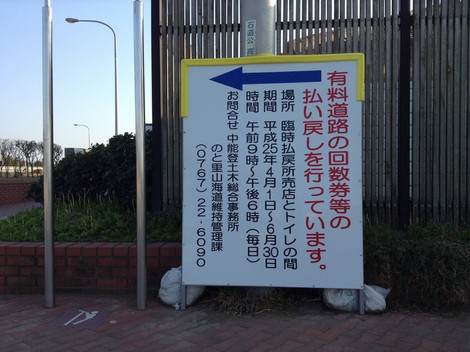 有料道路の回数券等の
払い戻しを行っています。
場所 臨時払戻所売店とトイレの間
期間 平成25年4月1日〜6月30日
時間 午前9時〜午後6時(毎日)
お問合せ 中能登土木総合事務所
のと里山海道維持管理課
(0767)22-6090